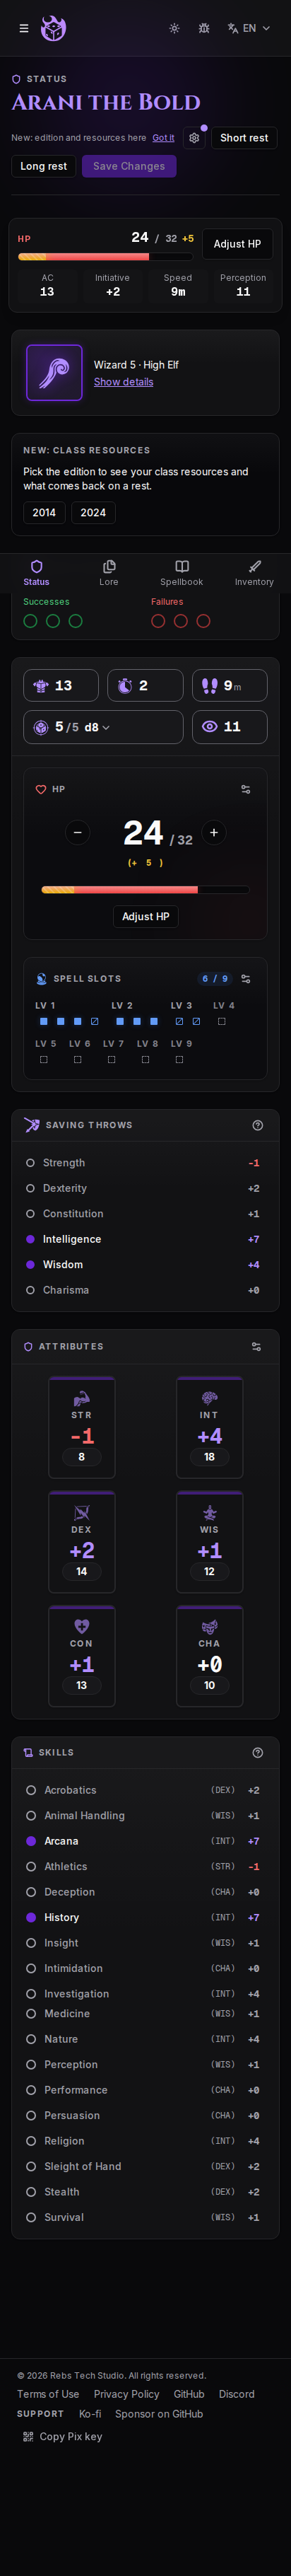 EN
STATUS
Arani the Bold
New: edition and resources here Got it Short rest
Long rest Save Changes
HP 24 / 32 +5 Adjust HP
AC Initiative Speed Perception
13 +2 9m 11
Wizard 5 · High Elf
Show details
NEW: CLASS RESOURCES
Pick the edition to see your class resources and
what comes back on a rest.
2014 2024
Status Lore Spellbook Inventory
Successes Failures
13 2 9m
5/5 d8 11
HP
24 / 32
(+ 5 )
Adjust HP
SPELL SLOTS 6 / 9
LV 1 LV 2 LV 3 LV 4
LV 5 LV 6 LV 7 LV 8 LV 9
SAVING THROWS
Strength -1
Dexterity +2
Constitution +1
Intelligence +7
Wisdom +4
Charisma +0
ATTRIBUTES
STR INT
-1 +4
8 18
DEX WIS
+2 +1
14 12
CON CHA
+1 +0
13 10
SKILLS
Acrobatics (DEX) +2
Animal Handling (WIS) +1
Arcana (INT) +7
Athletics (STR) -1
Deception (CHA) +0
History (INT) +7
Insight (WIS) +1
Intimidation (CHA) +0
Investigation (INT) +4
Medicine (WIS) +1
Nature (INT) +4
Perception (WIS) +1
Performance (CHA) +0
Persuasion (CHA) +0
Religion (INT) +4
Sleight of Hand (DEX) +2
Stealth (DEX) +2
Survival (WIS) +1
© 2026 Rebs Tech Studio. All rights reserved.
Terms of Use Privacy Policy GitHub Discord
SUPPORT Ko-fi Sponsor on GitHub
Copy Pix key